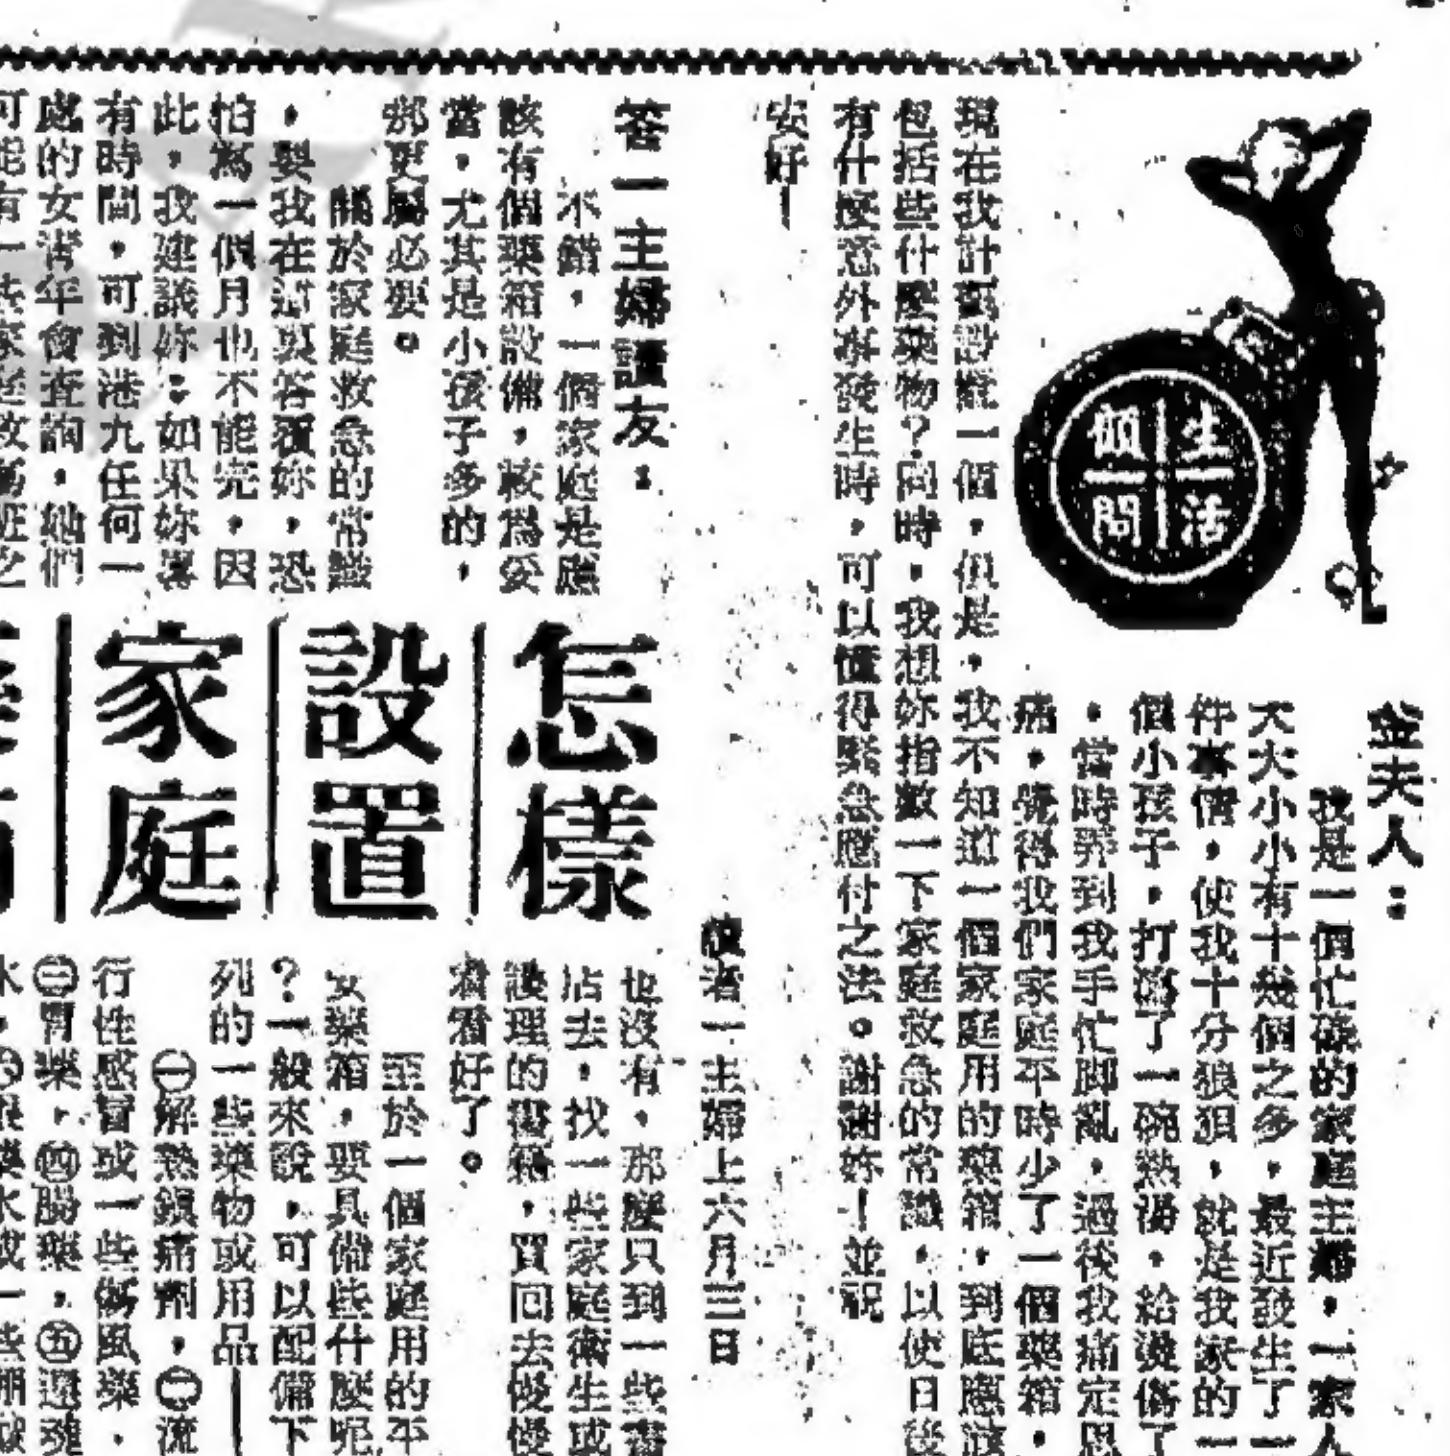 生活顧問
金夫人：
我是一個忙碌的家庭主婦，一家人
大大小小有十幾個之多，最近發生了一
件事情，使我十分狼狽，就是我家的一
個小孩子，打瀉了一碗熱湯，給燙傷了
，當時弄到我手忙脚亂，過後我痛定思
痛，覺得我們家庭平時少了一個藥箱，
現在我計劃設置一個，但是，我不知道一個家庭用的藥箱，到底應該
包括些什麼藥物？同時，我想妳指敎一下家庭救急的常識，以使日後
有什麼意外事發生時，可以懂得緊急應付之法。謝謝妳！並祝
安好！
讀者一主婦上六月三日
怎樣
設置
家庭
答一主婦讀友：
不錯，一個家庭是應
該有個藥箱設備，較爲妥
當，尤其是小孩子多的，
那更屬必要。
關於家庭救急的常識
，要我在這裏答覆妳，恐
怕寫一個月也不能完，因
此，我建議妳：如果妳
有時間，可到港九任何一
處的女靑年會查詢，她們
可能有一些家庭救
也沒有，那麼只到一些書
店去，找一些家庭衛生或
護理的書籍，買回去慢慢
看看好了。
至於一個家庭用的平
安藥箱，要具備些什麼呢
？一般來說，可以配備下
列的一些藥物或用品——
㊀解熱鎭痛劑，㊁流
行性感冒或一些傷風藥，
㊂胃藥，㊃腸藥，㊄還魂